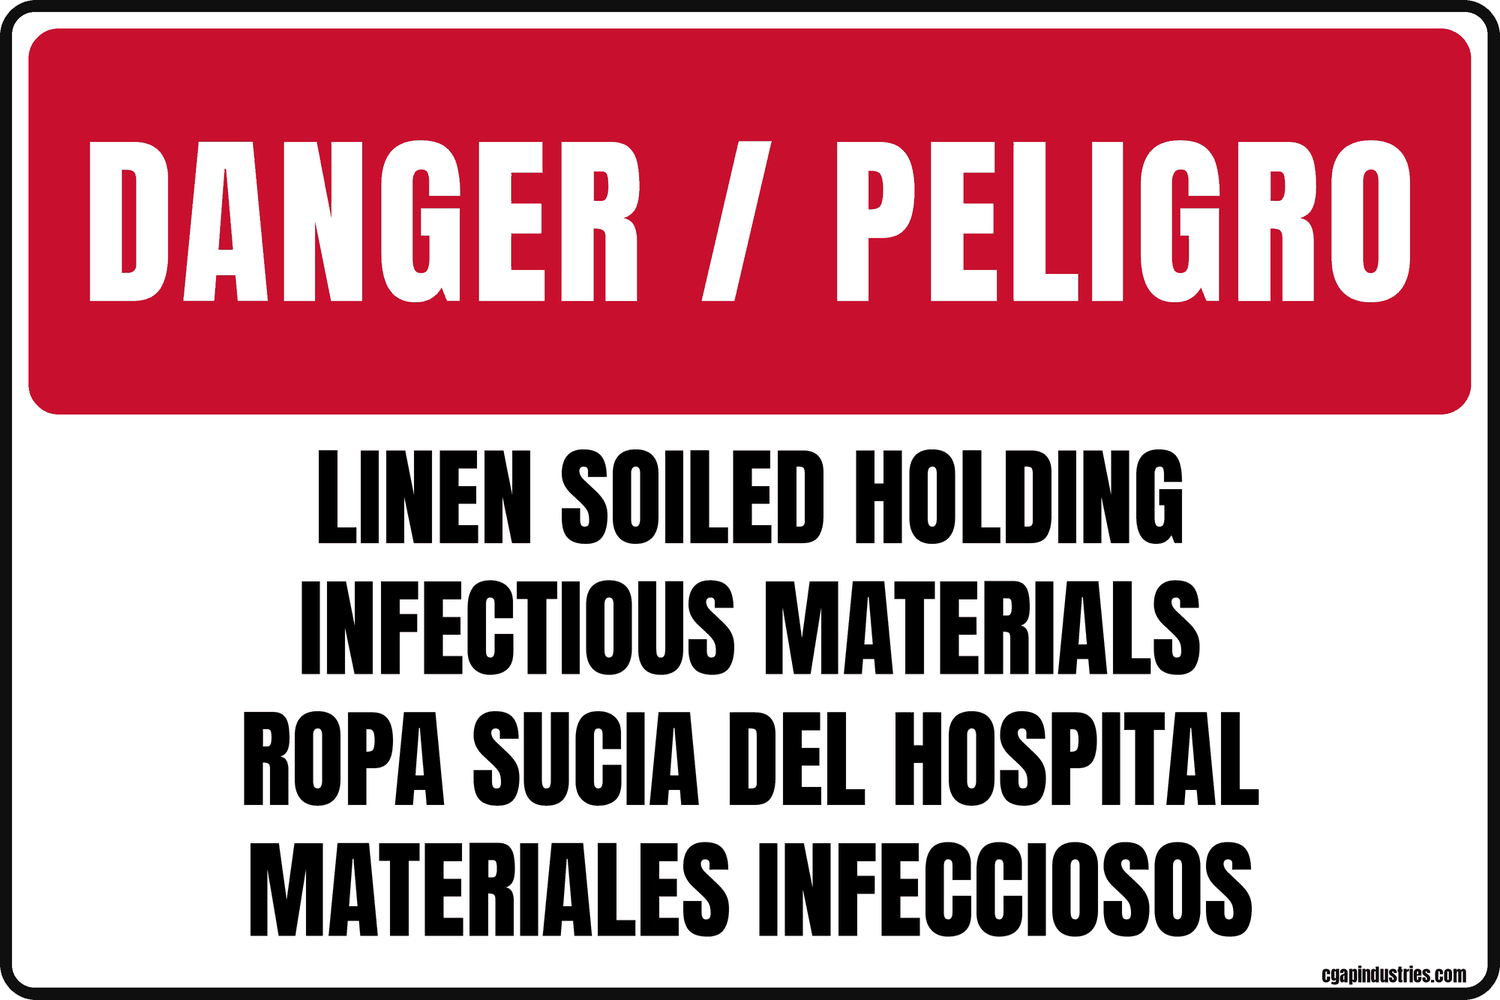 DANGER / PELIGRO
LINEN SOILED HOLDING
INFECTIOUS MATERIALS
ROPA SUCIA DEL HOSPITAL
MATERIALES INFECCIOSOS
cgapindustries.com